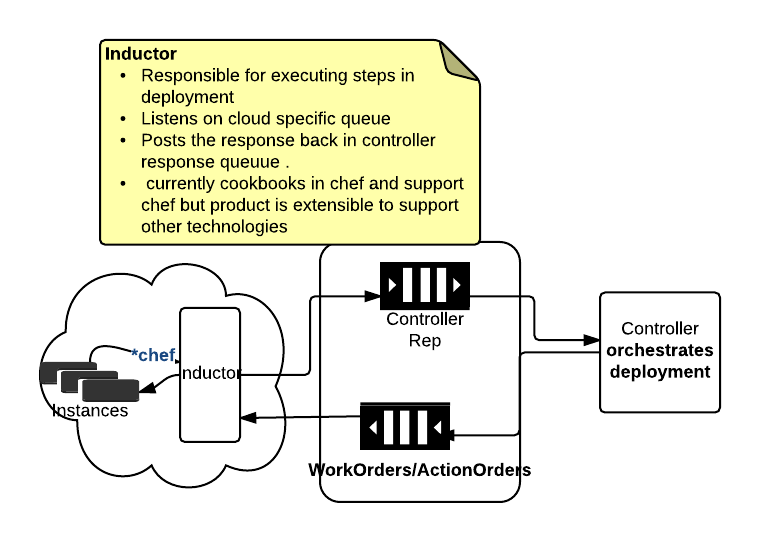 Inductor
• Responsible for executing steps in
deployment
• Listens on cloud specific queue
• Posts the response back in controller
response queuue .
• currently cookbooks in chef and support
chef but product is extensible to support
other technologies
Controller
Rep
Controller
orchestrates
deployment
*chef
nductor
Instances
WorkOrders/ActionOrders